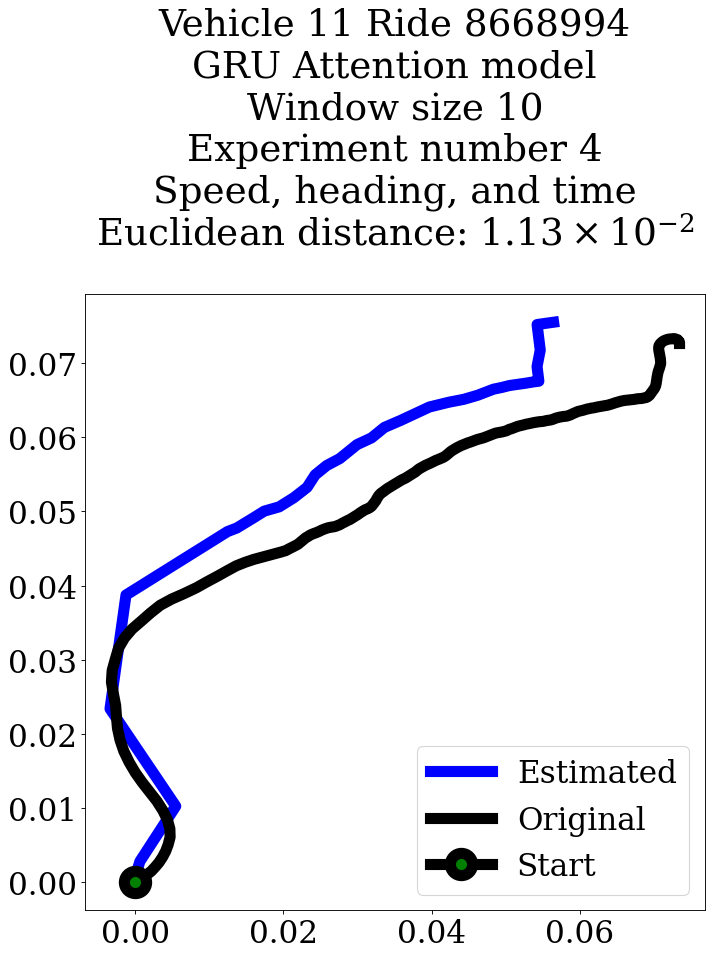 Vehicle 11 Ride 8668994
GRU Attention model
Window size 10
Experiment number 4
Speed, heading, and time
Euclidean distance: 1.13 × 10⁻²
0.07
0.06
0.05
0.04
0.03
0.02
0.01
0.00
Estimated
Original
Start
0.00 0.02 0.04 0.06